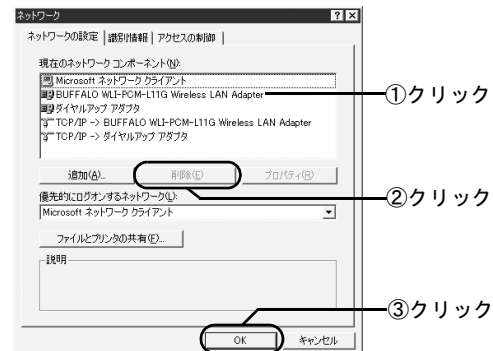 ネットワーク
ネットワークの設定 識別情報 アクセスの制御
現在のネットワーク コンポーネント(N):
Microsoft ネットワーク クライアント
BUFFALO WLI-PCM-L11G Wireless LAN Adapter
①クリック
ダイヤルアップ アダプタ
TCP/IP -> BUFFALO WLI-PCM-L11G Wireless LAN Adapter
TCP/IP -> ダイヤルアップ アダプタ
追加(A)... 削除(E) プロパティ(R)
②クリック
優先的にログオンするネットワーク(L):
Microsoft ネットワーク クライアント
ファイルとプリンタの共有(F)...
説明
③クリック
OK キャンセル